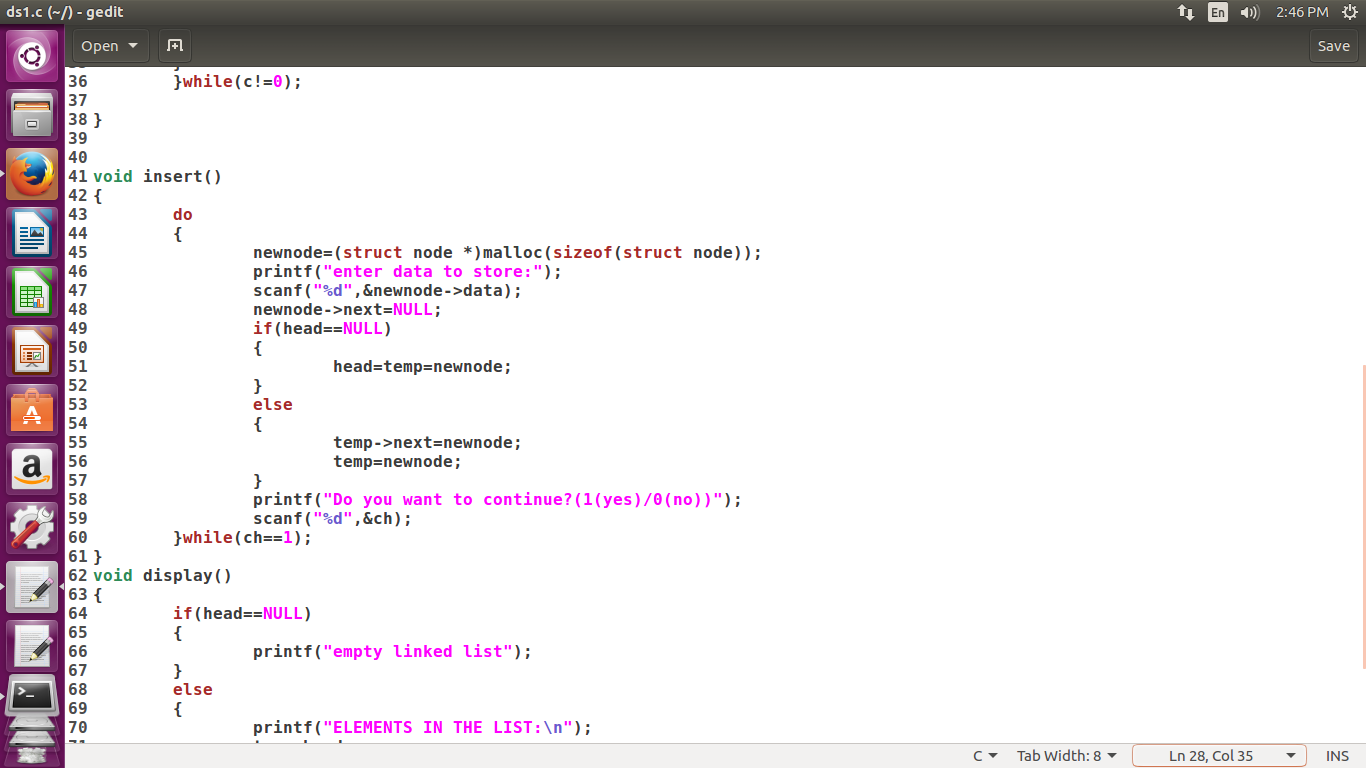 ds1.c (~/) - gedit
En
2:46 PM
Open
Save
36 }while(c!=0);
37
38 }
39
40
41 void insert()
42 {
43 do
44 {
45 newnode=(struct node *)malloc(sizeof(struct node));
46 printf("enter data to store:");
47 scanf("%d",&newnode->data);
48 newnode->next=NULL;
49 if(head==NULL)
50 {
51 head=temp=newnode;
52 }
53 else
54 {
55 temp->next=newnode;
56 temp=newnode;
57 }
58 printf("Do you want to continue?(1(yes)/0(no))");
59 scanf("%d",&ch);
60 }while(ch==1);
61 }
62 void display()
63 {
64 if(head==NULL)
65 {
66 printf("empty linked list");
67 }
68 else
69 {
70 printf("ELEMENTS IN THE LIST:\n");
C
Tab Width: 8
Ln 28, Col 35
INS